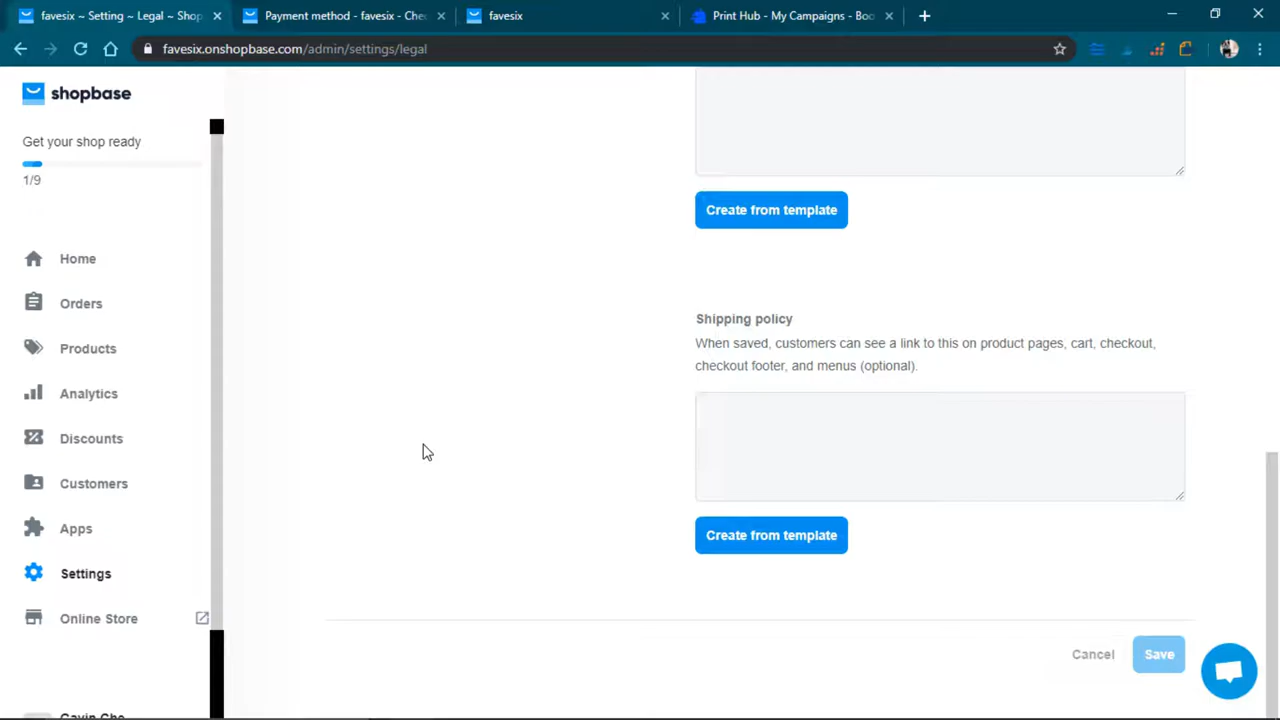 favesix ~ Setting ~ Legal ~ Shop
Payment method - favesix - Chec
favesix
Print Hub - My Campaigns - Boo
favesix.onshopbase.com/admin/settings/legal
shopbase
Get your shop ready
1/9
Home
Orders
Products
Analytics
Discounts
Customers
Apps
Settings
Online Store
Create from template
Shipping policy
When saved, customers can see a link to this on product pages, cart, checkout,
checkout footer, and menus (optional).
Create from template
Cancel
Save